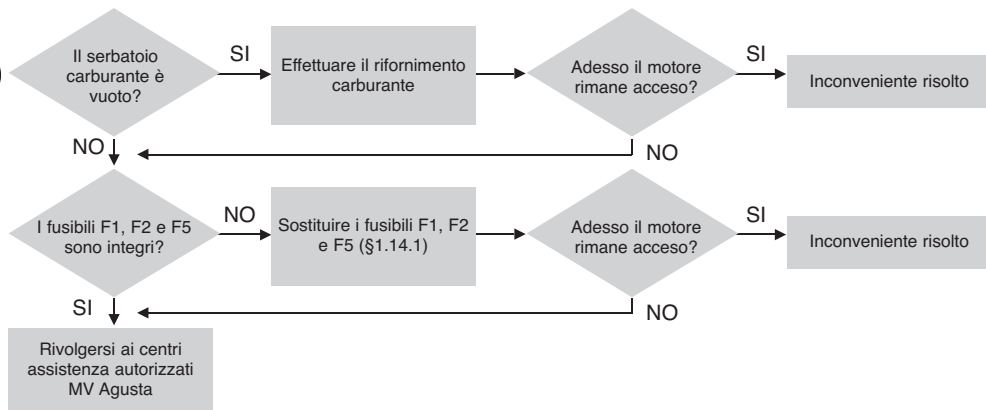 Il serbatoio
carburante è
vuoto?
SI
Effettuare il rifornimento
carburante
Adesso il motore
rimane acceso?
SI
Inconveniente risolto
NO
NO
I fusibili F1, F2 e F5
sono integri?
NO
Sostituire i fusibili F1, F2
e F5 (§1.14.1)
Adesso il motore
rimane acceso?
SI
Inconveniente risolto
SI
NO
Rivolgersi ai centri
assistenza autorizzati
MV Agusta